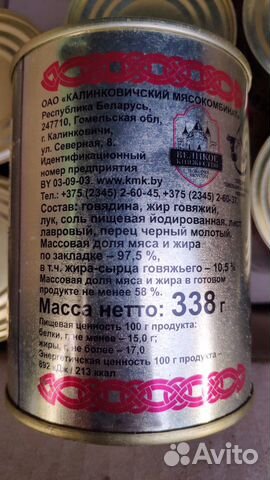 ОАО «КАЛИНКОВИЧСКИЙ МЯСОКОМБИНАТ»
Республика Беларусь,
247710, Гомельская обл.,
г. Калинковичи,
ул. Северная, 8.
Идентификационный
номер предприятия
BY 03-09-03. www.kmk.by
ВЕЛИКОЕ
КНЯЖЕСТВО
Тел.: +375 (2345) 2-60-45, +375 (2345) 2-60-37
Состав: говядина, жир говяжий,
лук, соль пищевая йодированная, лист
лавровый, перец черный молотый
Массовая доля мяса и жира
по закладке – 97,5 %,
в т.ч. жира-сырца говяжьего – 10,5 %
Массовая доля мяса и жира в готовом
продукте не менее 58 %.
Масса нетто: 338 г
Пищевая ценность 100 г продукта:
белки, г, не менее – 15,0 г;
жиры, г, не более – 17,0
Энергетическая ценность 100 г продукта –
892 кДж / 213 ккал
Avito